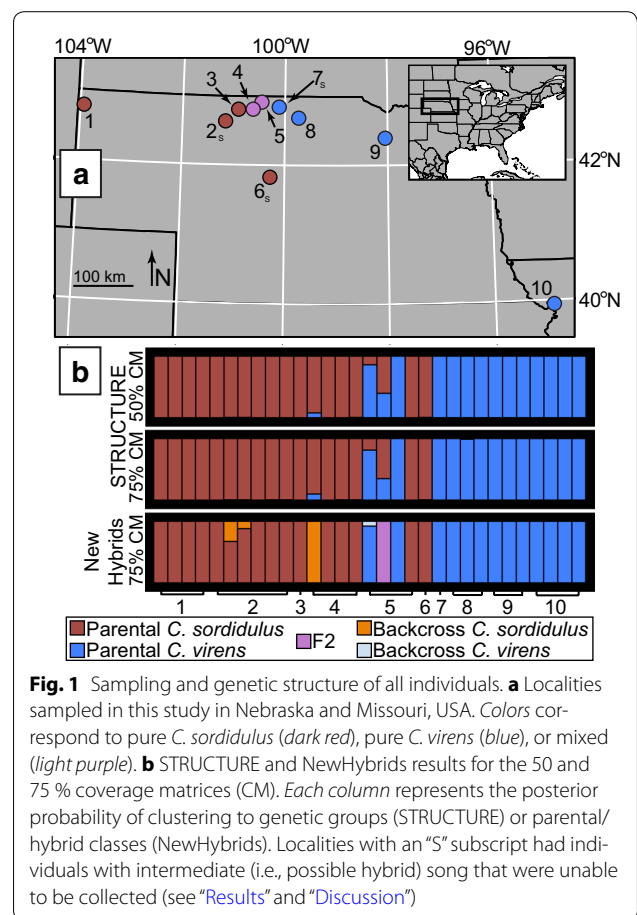 104°W 100°W 96°W
3 4 7s
1 2s 5 8
9
a 6s 42°N
100 km N
10
40°N
b
STRUCTURE
50% CM
STRUCTURE
75% CM
New
Hybrids
75% CM
1 2 3 4 5 6 7 8 9 10
Parental C. sordidulus F2 Backcross C. sordidulus
Parental C. virens Backcross C. virens
Fig. 1 Sampling and genetic structure of all individuals. a Localities
sampled in this study in Nebraska and Missouri, USA. Colors cor-
respond to pure C. sordidulus (dark red), pure C. virens (blue), or mixed
(light purple). b STRUCTURE and NewHybrids results for the 50 and
75 % coverage matrices (CM). Each column represents the posterior
probability of clustering to genetic groups (STRUCTURE) or parental/
hybrid classes (NewHybrids). Localities with an “S” subscript had indi-
viduals with intermediate (i.e., possible hybrid) song that were unable
to be collected (see “Results” and “Discussion”)